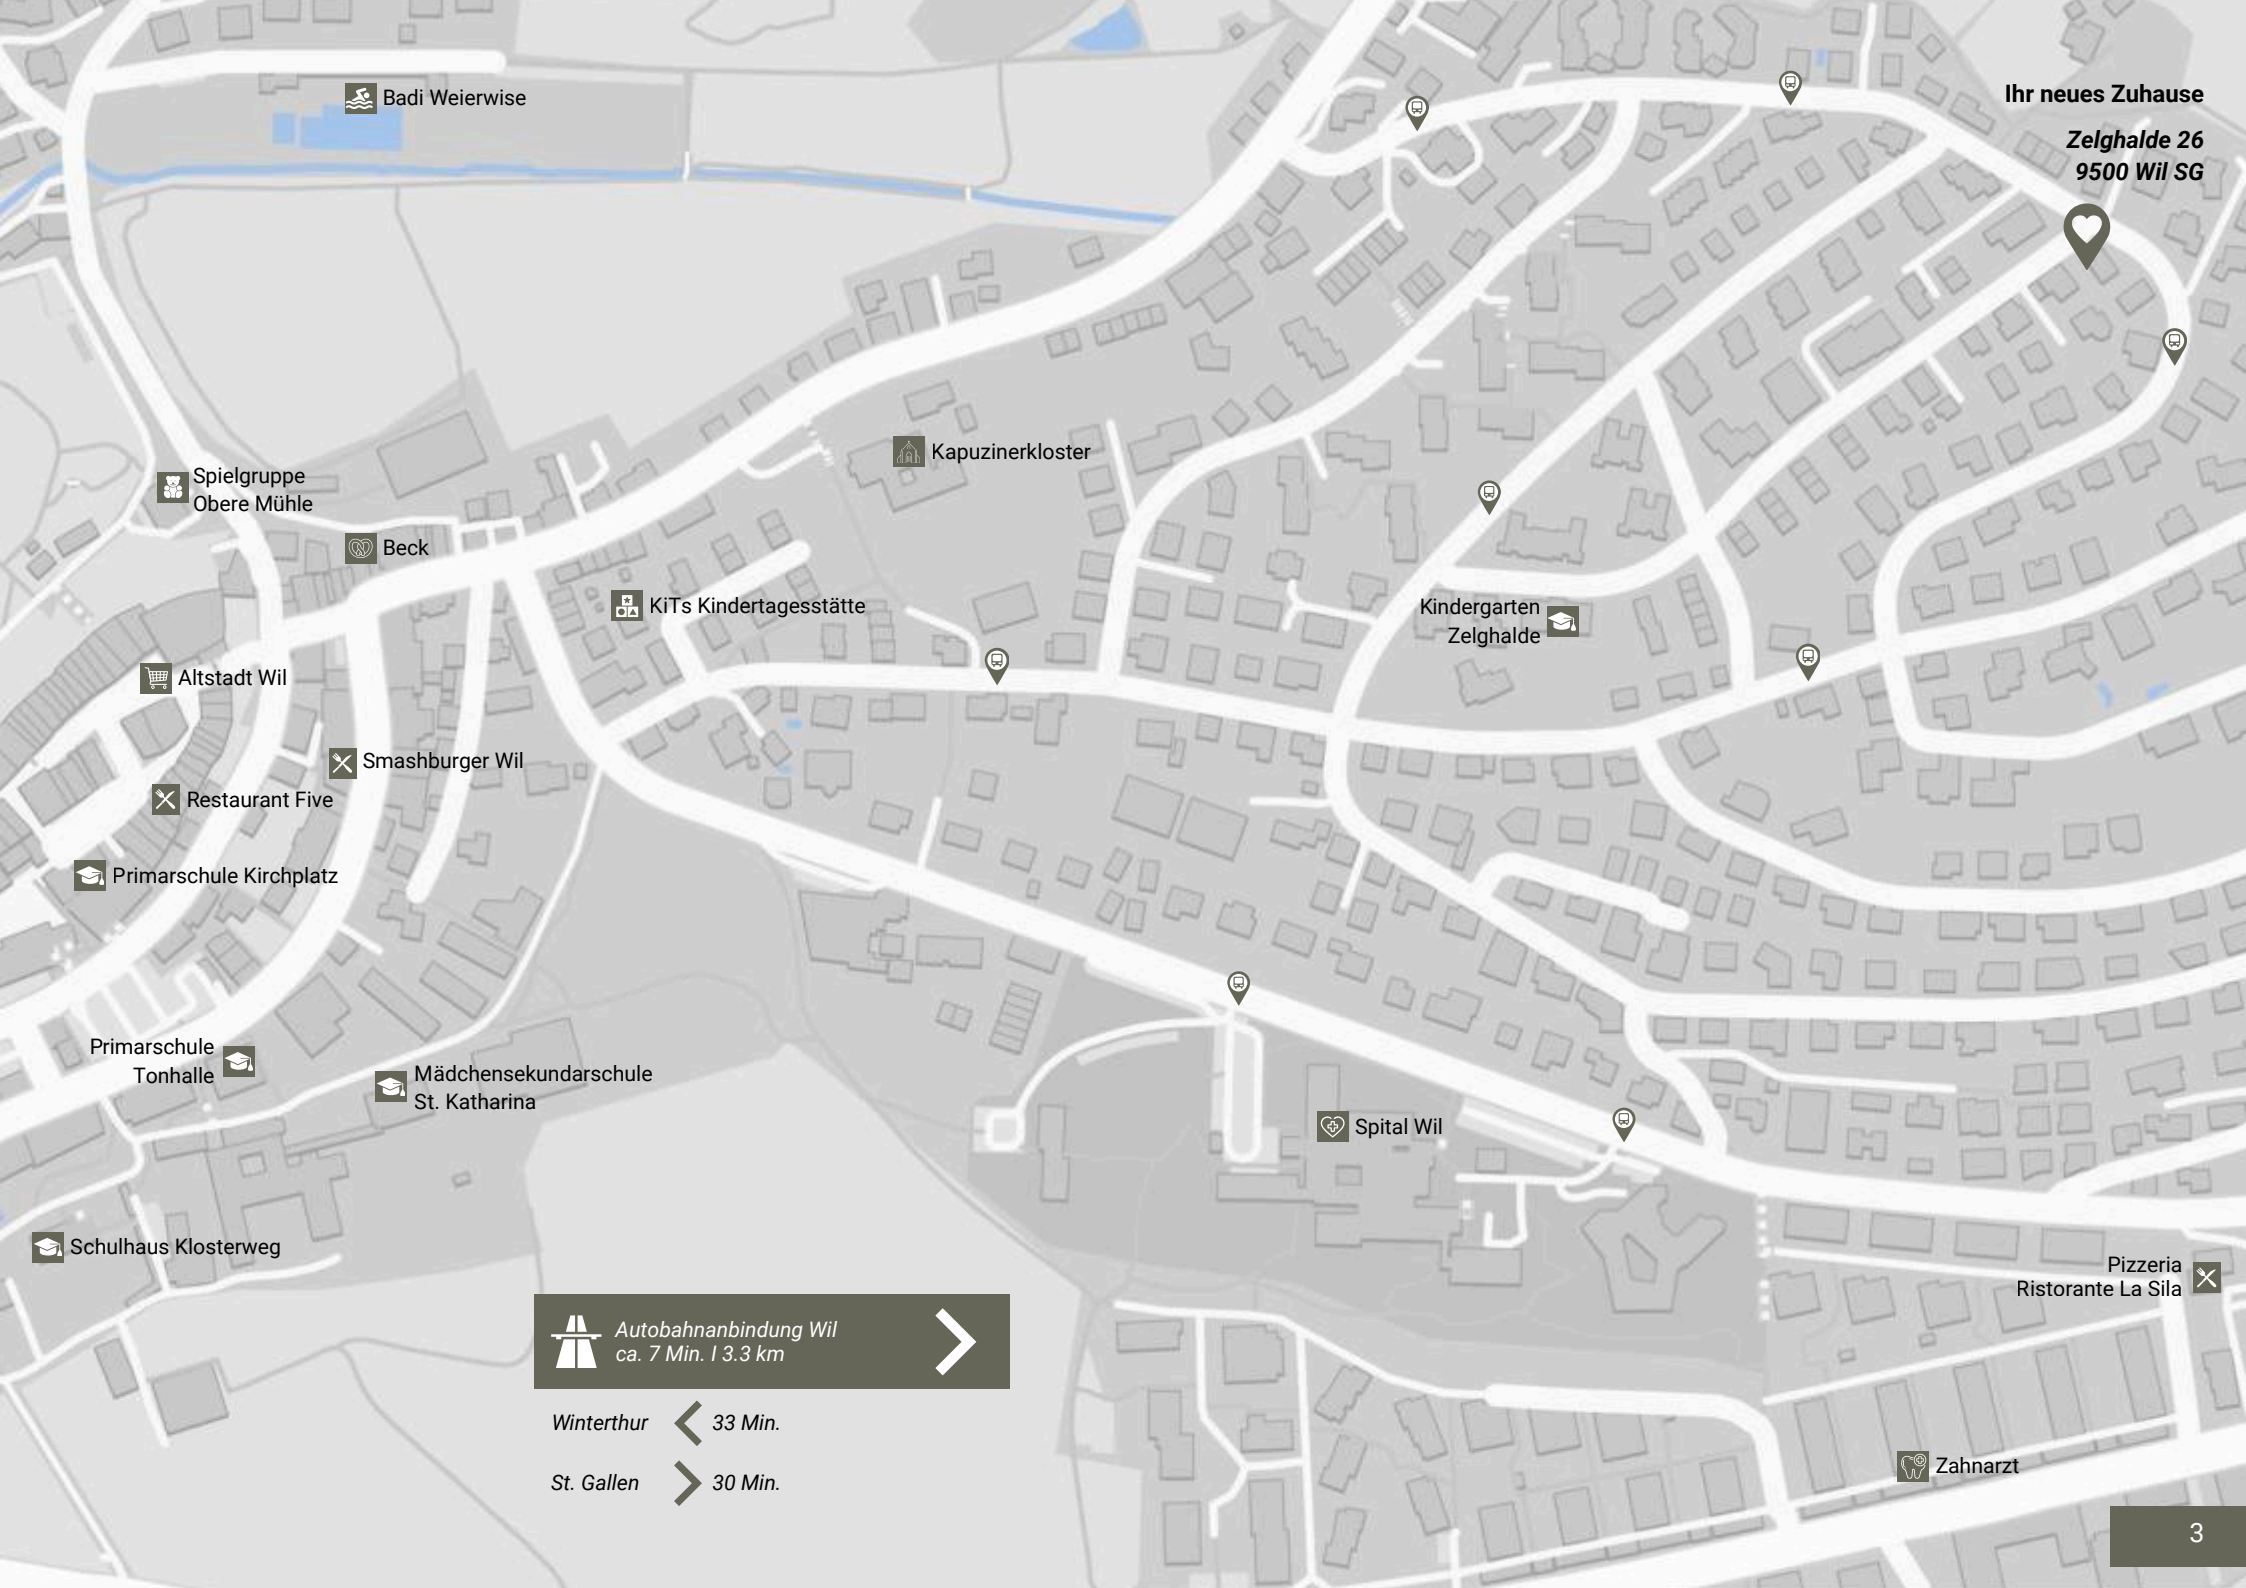 Badi Weierwise
Ihr neues Zuhause
Zelghalde 26
9500 Wil SG
Kapuzinerkloster
Spielgruppe
Obere Mühle
Beck
KiTs Kindertagesstätte
Kindergarten
Zelghalde
Altstadt Wil
Smashburger Wil
Restaurant Five
Primarschule Kirchplatz
Primarschule
Tonhalle
Mädchensekundarschule
St. Katharina
Spital Wil
Schulhaus Klosterweg
Pizzeria
Ristorante La Sila
Autobahnanbindung Wil
ca. 7 Min. I 3.3 km
Winterthur 33 Min.
St. Gallen 30 Min.
Zahnarzt
3